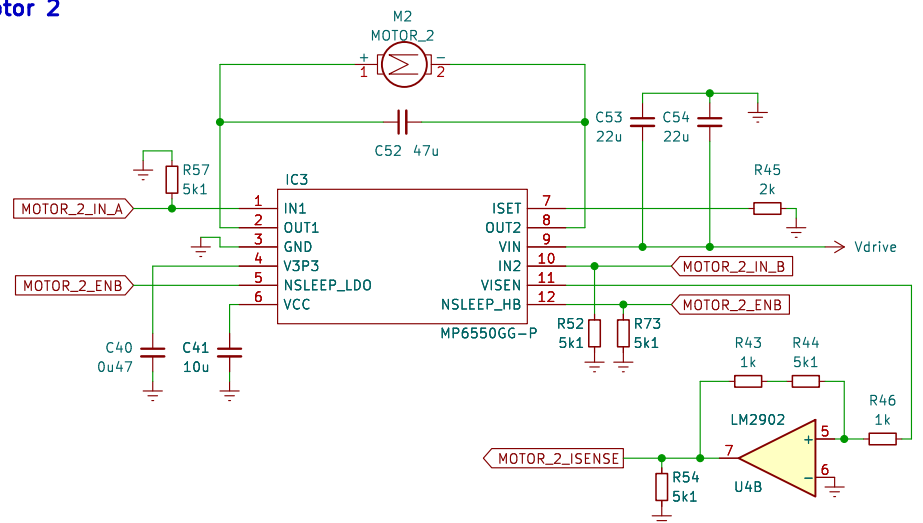 otor 2
M2
MOTOR_2
+ -
1 2
C53 C54
22u 22u
C52 47u
R57
5k1
R45
2k
IC3
MOTOR_2_IN_A
1 IN1 ISET 7
2 OUT1 OUT2 8
3 GND VIN 9
Vdrive
4 V3P3 IN2 10
MOTOR_2_IN_B
MOTOR_2_ENB
5 NSLEEP_LDO VISEN 11
6 VCC NSLEEP_HB 12
MOTOR_2_ENB
MP6550GG-P
R52 R73
5k1 5k1
C40 C41
0u47 10u
R43 R44
1k 5k1
R46
1k
LM2902
5
+
7
MOTOR_2_ISENSE
6
-
U4B
R54
5k1